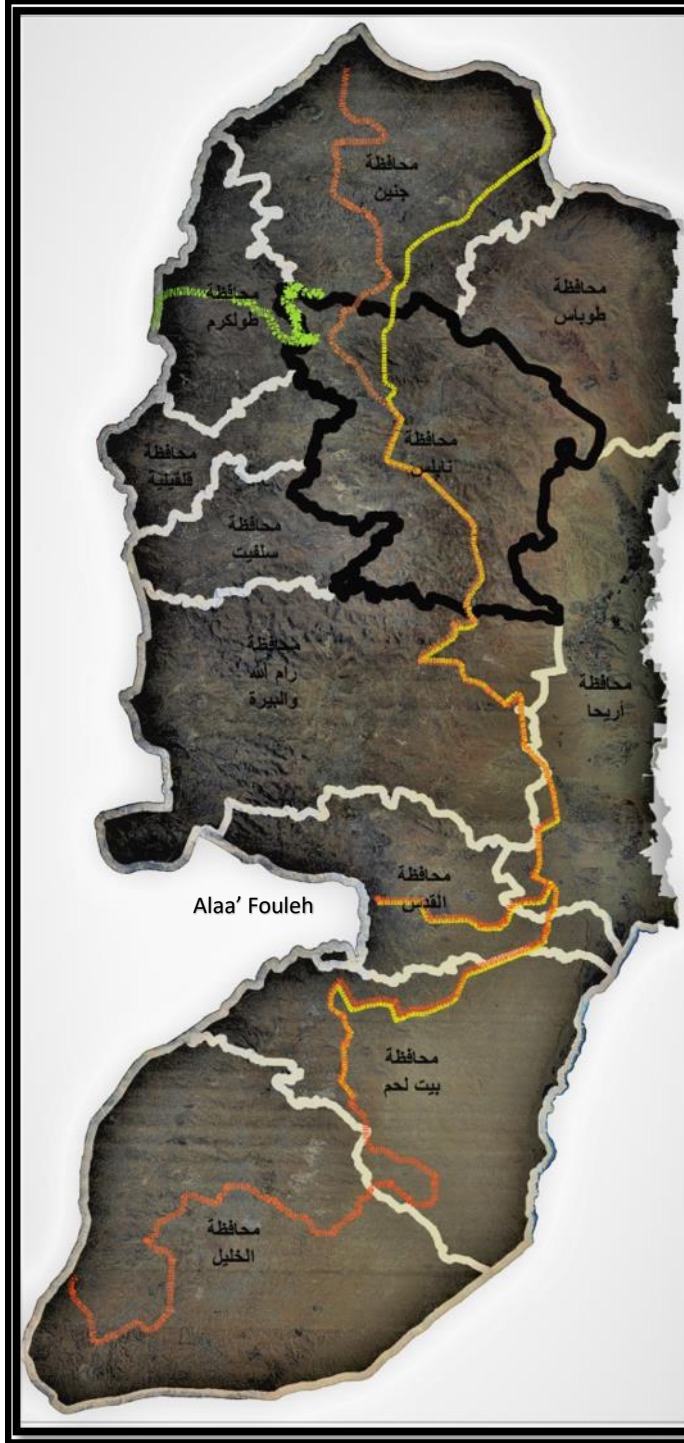 محافظة
جنين
محافظة
طوباس
محافظة
طولكرم
محافظة
نابلس
محافظة
قلقيلية
محافظة
سلفيت
محافظة
رام الله
والبيرة
محافظة
أريحا
محافظة
القدس
Alaa’ Fouleh
محافظة
بيت لحم
محافظة
الخليل